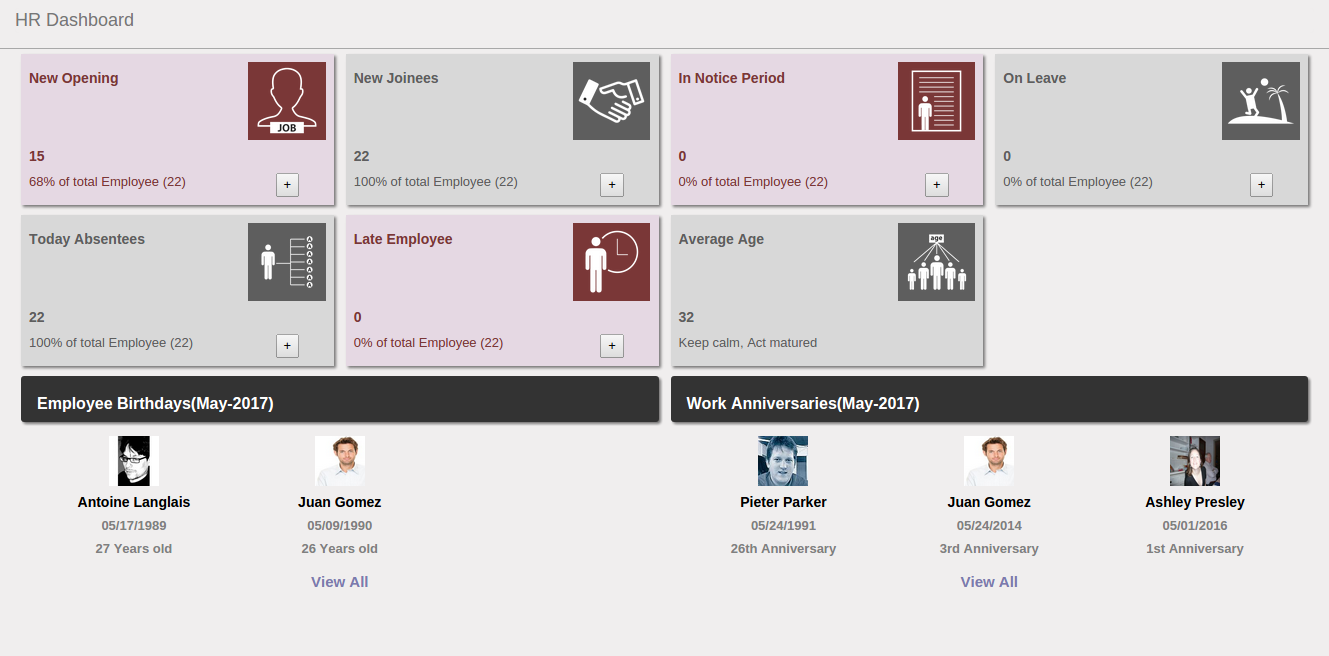 HR Dashboard
New Opening
JOB
15
68% of total Employee (22)
+
New Joinees
22
100% of total Employee (22)
+
In Notice Period
0
0% of total Employee (22)
+
On Leave
0
0% of total Employee (22)
+
Today Absentees
22
100% of total Employee (22)
+
Late Employee
0
0% of total Employee (22)
+
Average Age
age
32
Keep calm, Act matured
Employee Birthdays(May-2017)
Antoine Langlais
05/17/1989
27 Years old
Juan Gomez
05/09/1990
26 Years old
View All
Work Anniversaries(May-2017)
Pieter Parker
05/24/1991
26th Anniversary
Juan Gomez
05/24/2014
3rd Anniversary
Ashley Presley
05/01/2016
1st Anniversary
View All